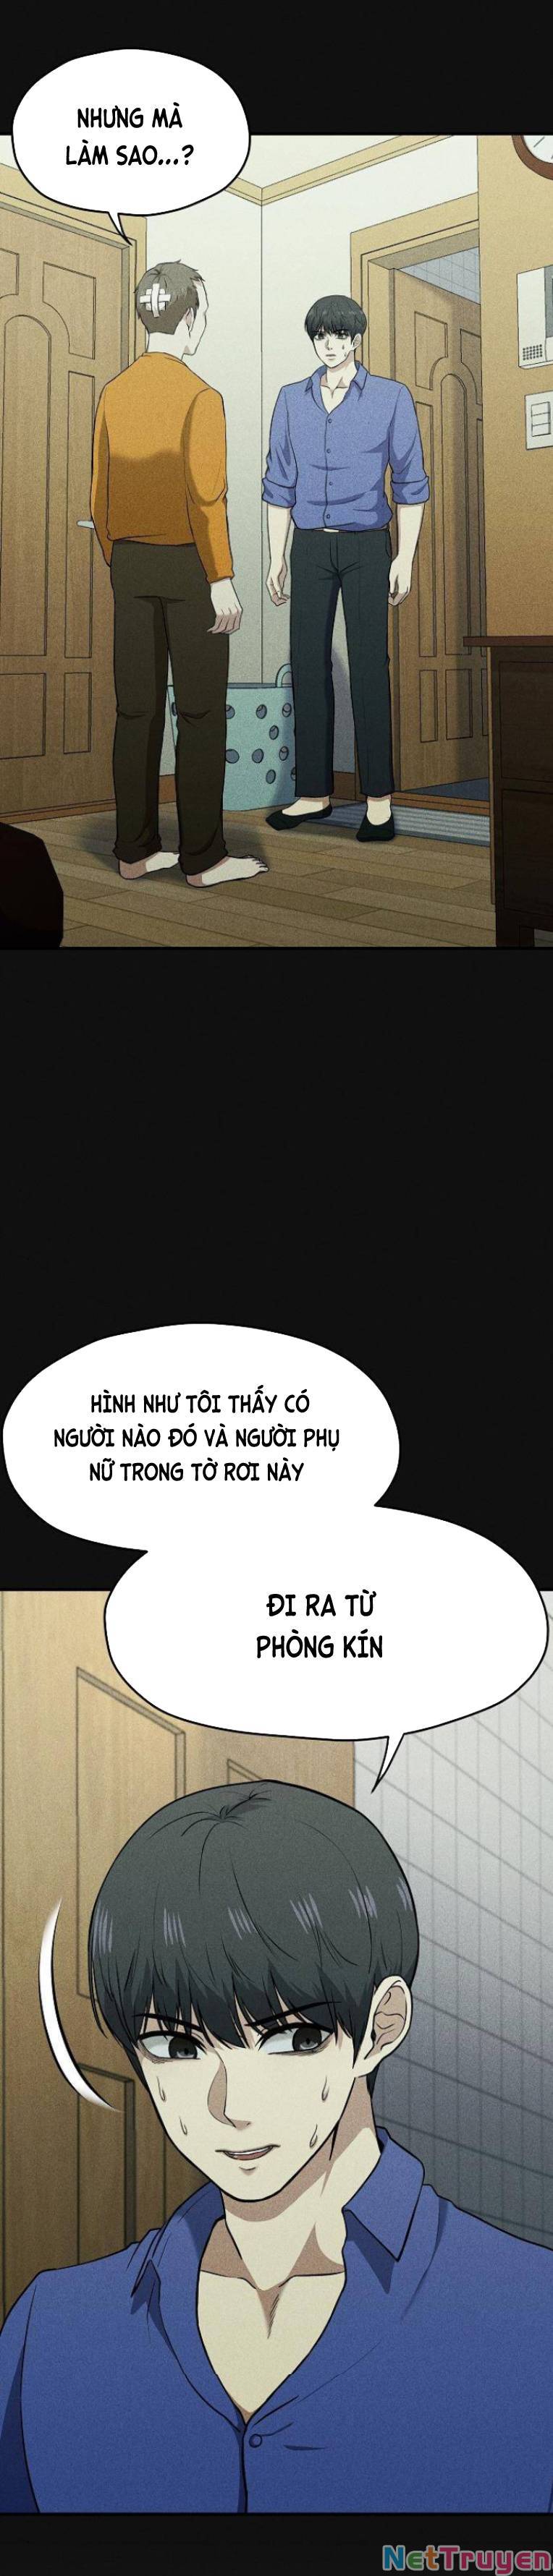 NHƯNG MÀ
LÀM SAO...?
HÌNH NHƯ TÔI THẤY CÓ
NGƯỜI NÀO ĐÓ VÀ NGƯỜI PHỤ
NỮ TRONG TỜ RƠI NÀY
ĐI RA TỪ
PHÒNG KÍN
NetTruyen